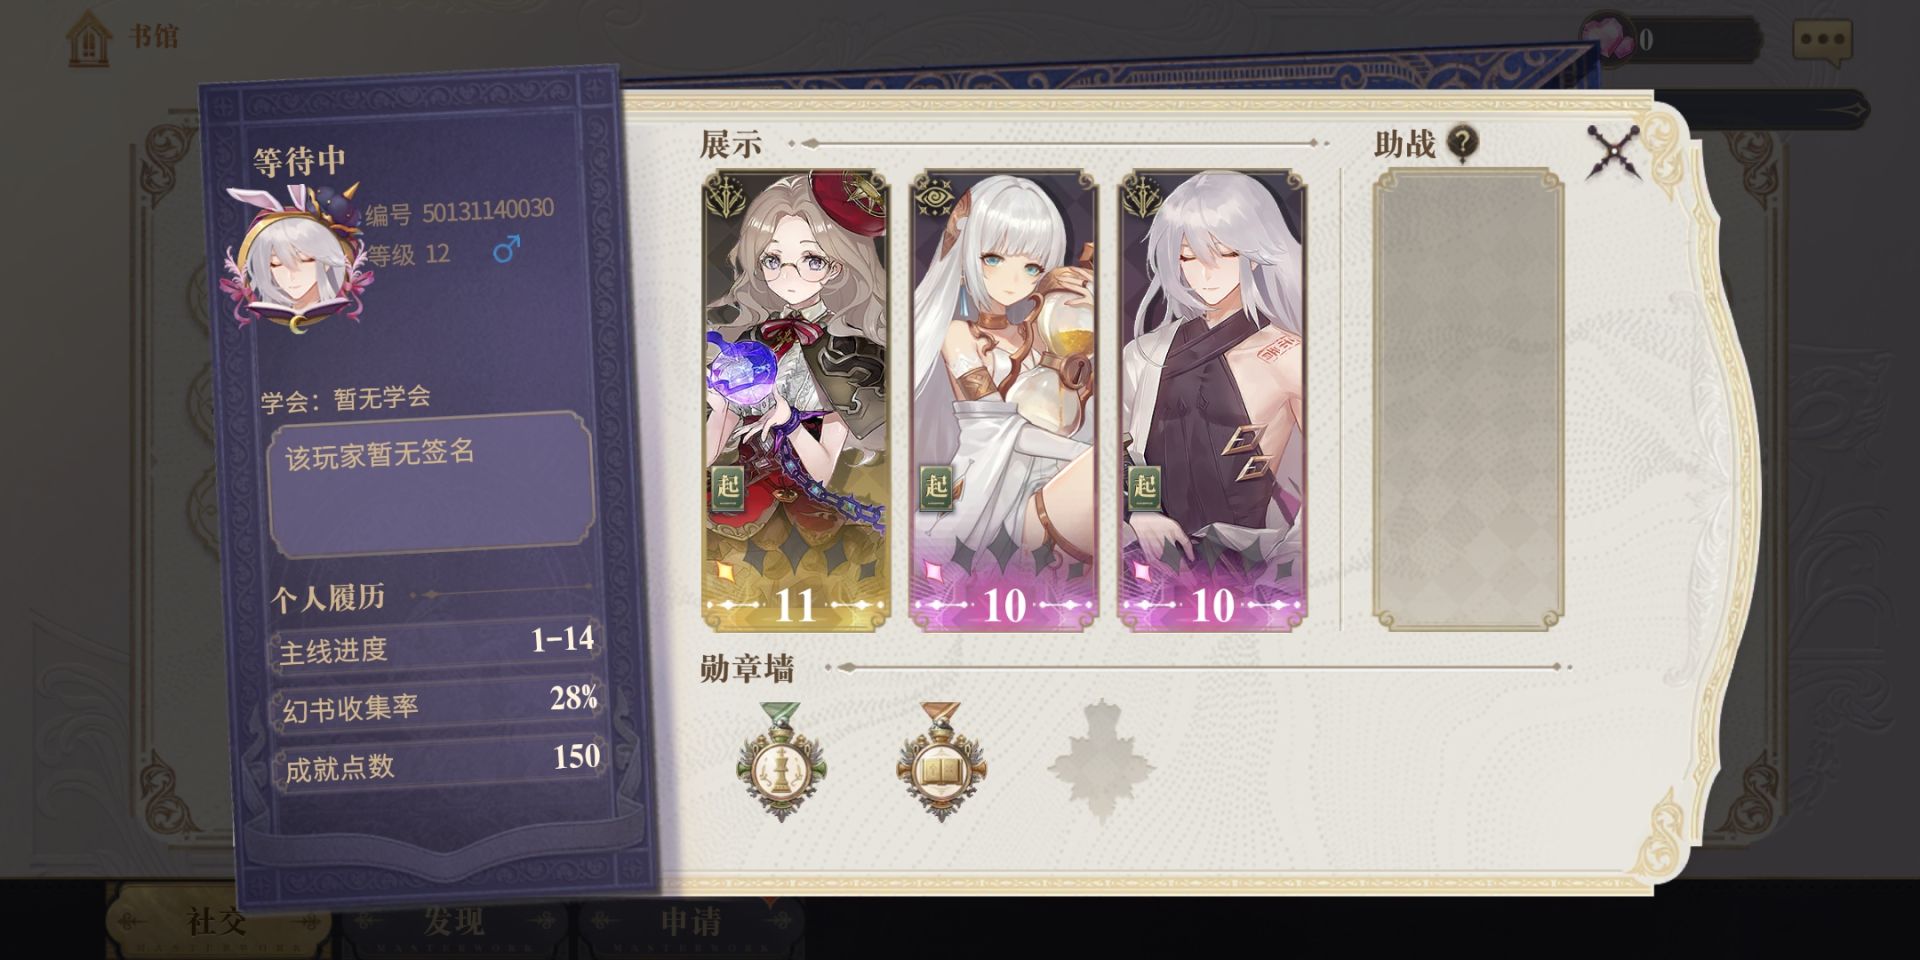 书馆
0
等待中
编号 50131140030
等级 12
学会：暂无学会
该玩家暂无签名
个人履历
主线进度 1-14
幻书收集率 28%
成就点数 150
展示
助战 ?
起 起 起
11 10 10
勋章墙
社交 发现 申请
MASTERWORK MASTERWORK MASTERWORK